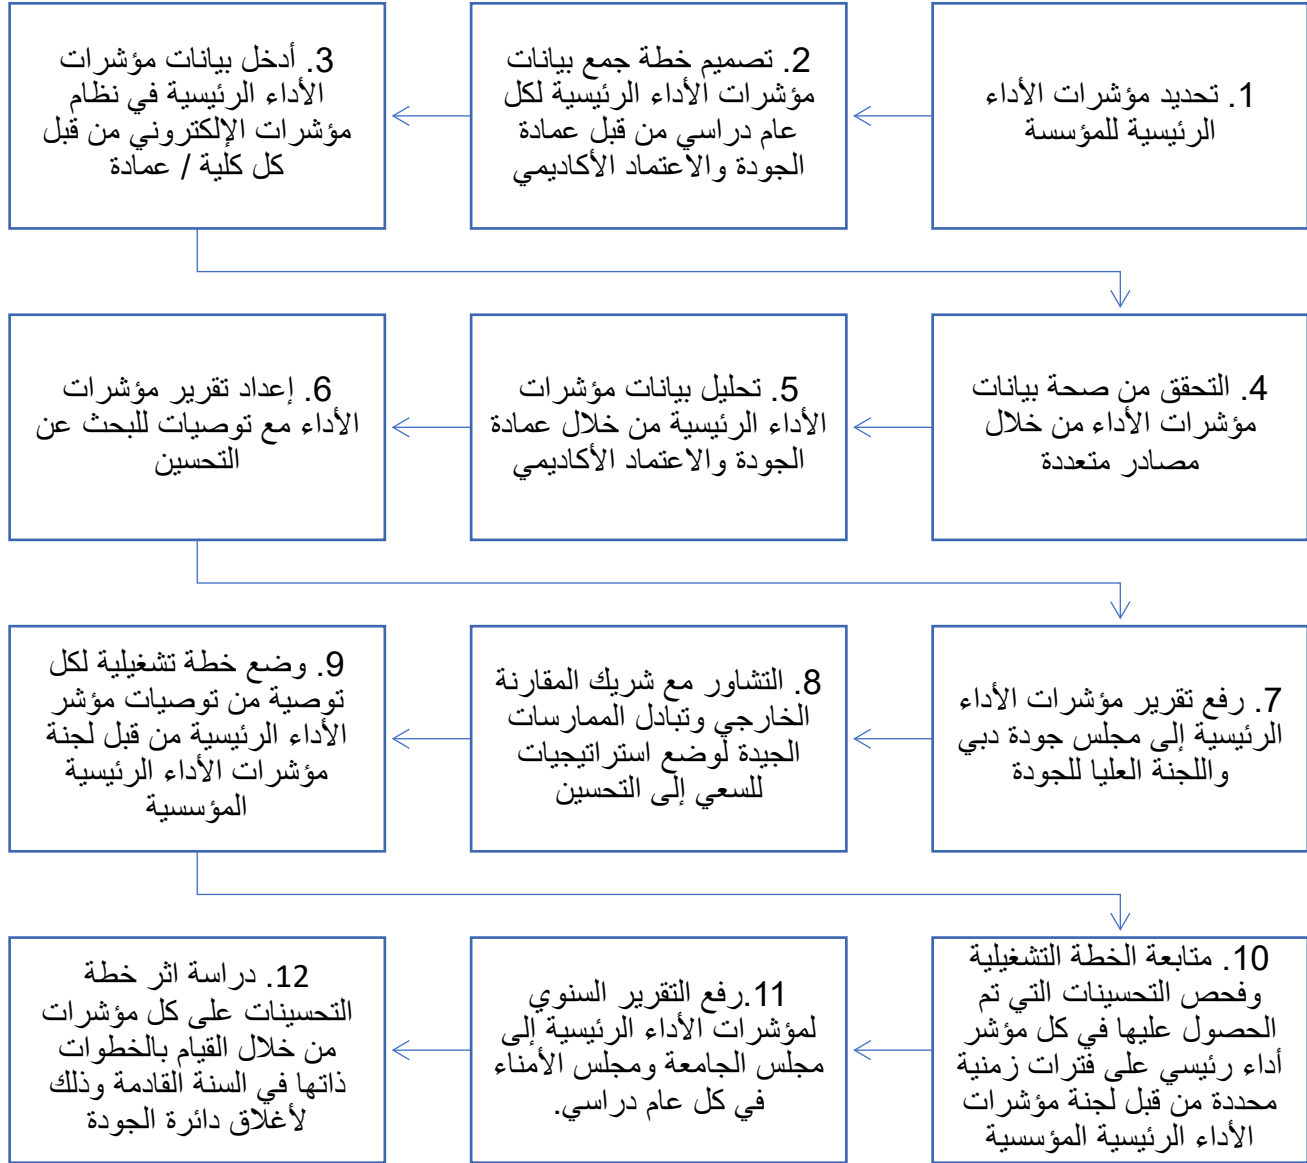 1. تحديد مؤشرات الأداء
الرئيسية للمؤسسة
2. تصميم خطة جمع بيانات
مؤشرات الأداء الرئيسية لكل
عام دراسي من قبل عمادة
الجودة والاعتماد الأكاديمي
3. أدخل بيانات مؤشرات
الأداء الرئيسية في نظام
مؤشرات الإلكتروني من قبل
كل كلية / عمادة
4. التحقق من صحة بيانات
مؤشرات الأداء من خلال
مصادر متعددة
5. تحليل بيانات مؤشرات
الأداء الرئيسية من خلال عمادة
الجودة والاعتماد الأكاديمي
6. إعداد تقرير مؤشرات
الأداء مع توصيات للبحث عن
التحسين
7. رفع تقرير مؤشرات الأداء
الرئيسية إلى مجلس جودة دبي
واللجنة العليا للجودة
8. التشاور مع شريك المقارنة
الخارجي وتبادل الممارسات
الجيدة لوضع استراتيجيات
للسعي إلى التحسين
9. وضع خطة تشغيلية لكل
توصية من توصيات مؤشر
الأداء الرئيسية من قبل لجنة
مؤشرات الأداء الرئيسية
المؤسسية
10. متابعة الخطة التشغيلية
وفحص التحسينات التي تم
الحصول عليها في كل مؤشر
أداء رئيسي على فترات زمنية
محددة من قبل لجنة مؤشرات
الأداء الرئيسية المؤسسية
11.رفع التقرير السنوي
لمؤشرات الأداء الرئيسية إلى
مجلس الجامعة ومجلس الأمناء
في كل عام دراسي.
12. دراسة اثر خطة
التحسينات على كل مؤشرات
من خلال القيام بالخطوات
ذاتها في السنة القادمة وذلك
لأغلاق دائرة الجودة